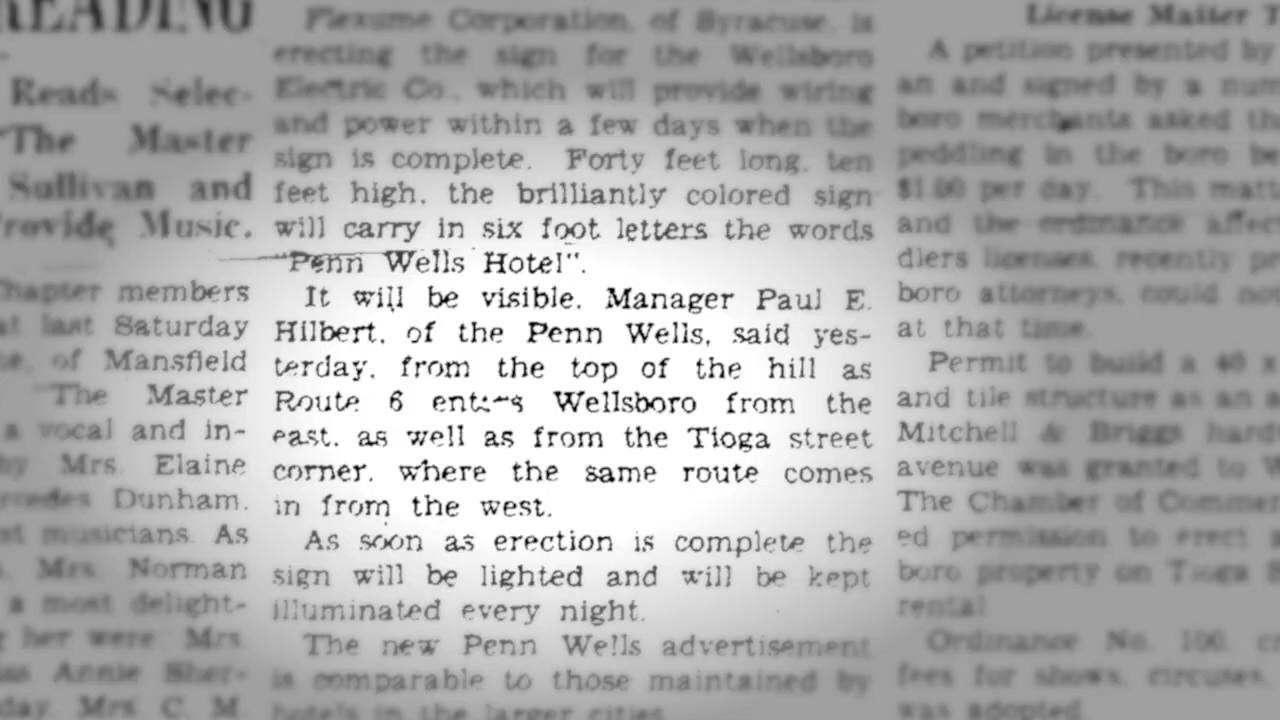 READING
Reads Selec-
"The Master
Sullivan and
Provide Music.
Chapter members
at last Saturday
of Mansfield
"The Master
a vocal and in-
by Mrs. Elaine
Dunham,
musicians. As
Mrs. Norman
a most delight-
her were Mrs.
Annie Sher-
Mrs. C. M.
Flexume Corporation, of Syracuse, is
erecting the sign for the Wellsboro
Electric Co., which will provide wiring
and power within a few days when the
sign is complete. Forty feet long, ten
feet high, the brilliantly colored sign
will carry in six foot letters the words
"Penn Wells Hotel".
It will be visible, Manager Paul E.
Hilbert, of the Penn Wells, said yes-
terday, from the top of the hill as
Route 6 enters Wellsboro from the
east, as well as from the Tioga street
corner, where the same route comes
in from the west.
As soon as erection is complete the
sign will be lighted and will be kept
illuminated every night.
The new Penn Wells advertisement
is comparable to those maintained by
hotels in the larger cities.
License Matter
A petition presented by
an and signed by a num
boro merchants asked
peddling in the boro be
$1.00 per day. This matt
and the ordinance affec
dlers licenses, recently
boro attorneys, could no
at that time.
Permit to build a 40 x
and tile structure as an a
Mitchell & Briggs hard
avenue was granted to W
The Chamber of Commer
ed permission to erect a
boro property on Tioga S
rental
Ordinance No. 100,
fees for shows, circuses,
was adopted